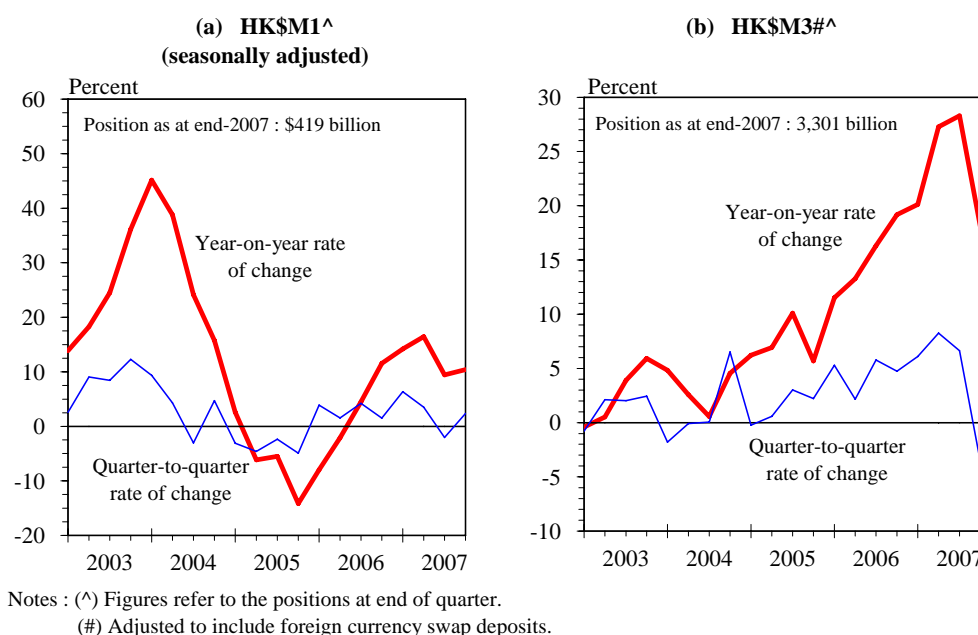 (a) HK$M1^
(seasonally adjusted)
Percent
60
50
40
30
20
10
0
-10
-20
Position as at end-2007 : $419 billion
Year-on-year rate
of change
Quarter-to-quarter
rate of change
2003 2004 2005 2006 2007
(b) HK$M3#^
Percent
30
25
20
15
10
5
0
-5
-10
Position as at end-2007 : 3,301 billion
Year-on-year rate
of change
Quarter-to-quarter
rate of change
2003 2004 2005 2006 2007
Notes : (^) Figures refer to the positions at end of quarter.
(#) Adjusted to include foreign currency swap deposits.